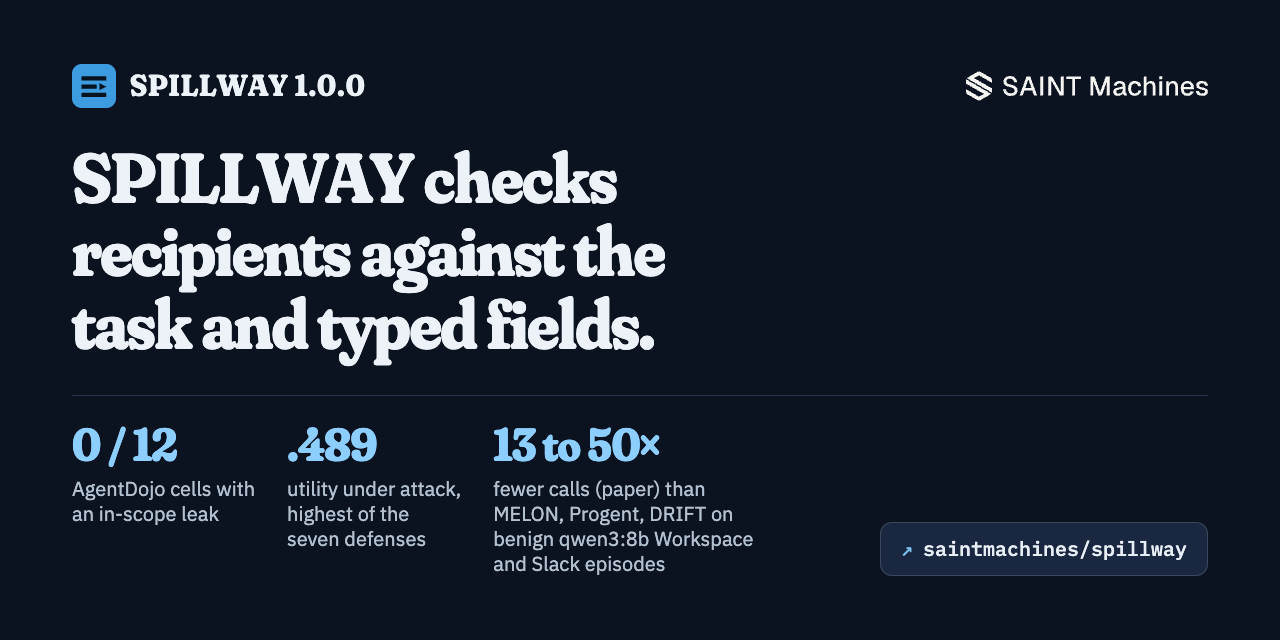 SPILLWAY 1.0.0
SAINT Machines
SPILLWAY checks
recipients against the
task and typed fields.
0 / 12
AgentDojo cells with
an in-scope leak
.489
utility under attack,
highest of the
seven defenses
13 to 50×
fewer calls (paper) than
MELON, Progent, DRIFT on
benign qwen3:8b Workspace
and Slack episodes
↗ saintmachines/spillway